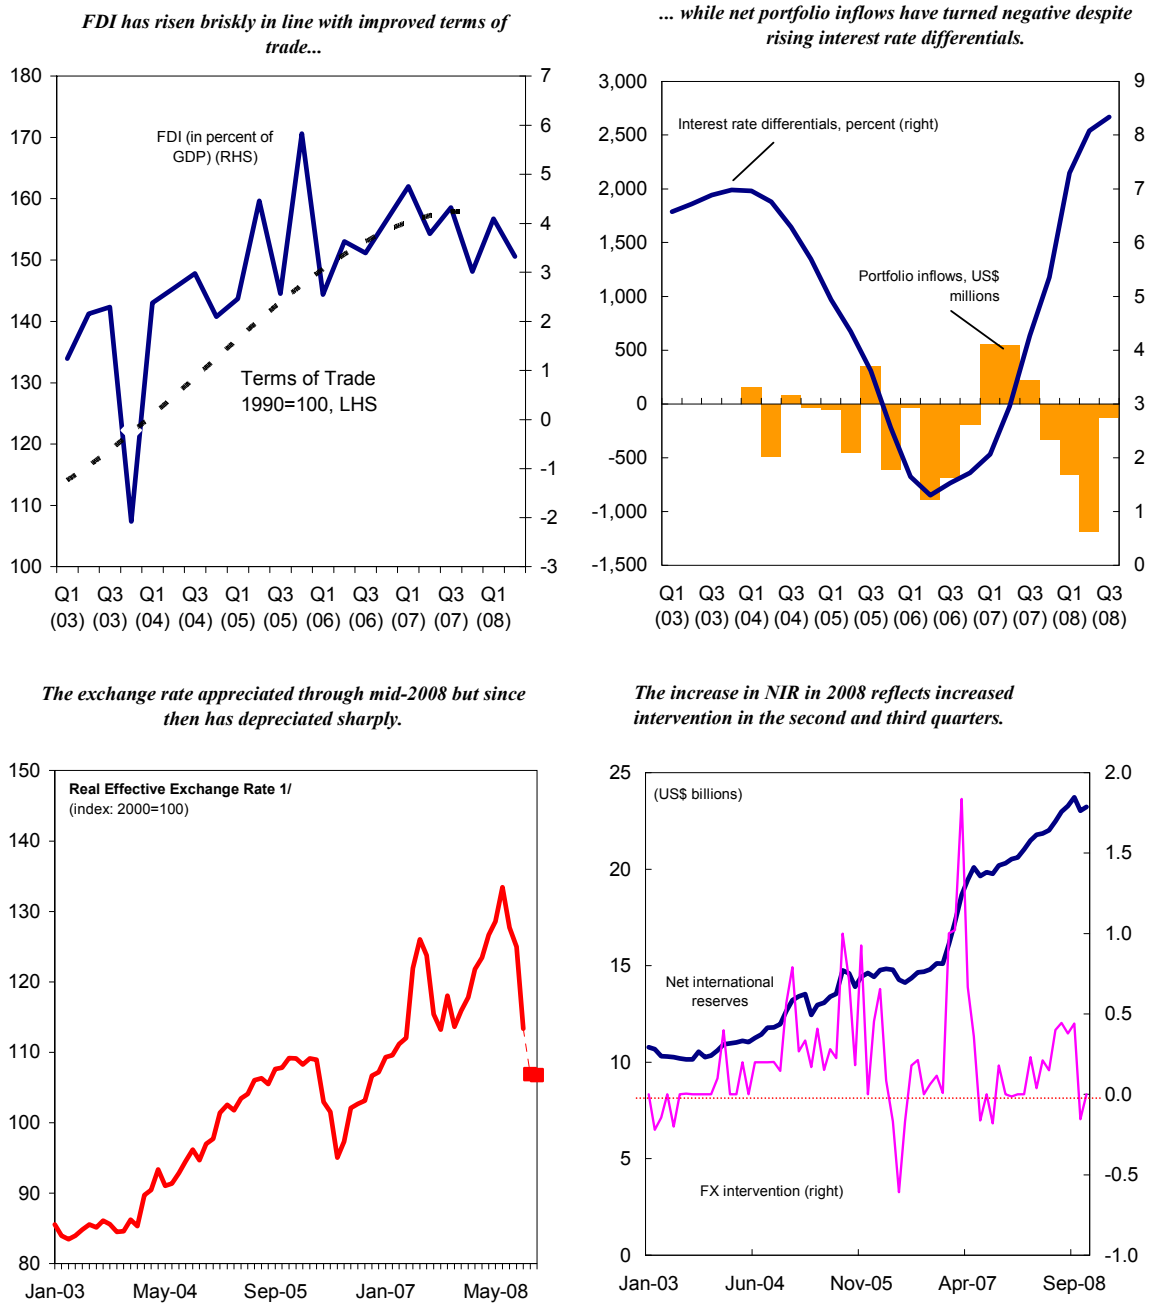 FDI has risen briskly in line with improved terms of
trade...
180
170
160
150
140
130
120
110
100
7
6
5
4
3
2
1
0
-1
-2
-3
FDI (in percent of
GDP) (RHS)
Terms of Trade
1990=100, LHS
Q1 Q3 Q1 Q3 Q1 Q3 Q1 Q3 Q1 Q3 Q1
(03) (03) (04) (04) (05) (05) (06) (06) (07) (07) (08)
... while net portfolio inflows have turned negative despite
rising interest rate differentials.
3,000
2,500
2,000
1,500
1,000
500
0
-500
-1,000
-1,500
9
8
7
6
5
4
3
2
1
0
Interest rate differentials, percent (right)
Portfolio inflows, US$
millions
Q1 Q3 Q1 Q3 Q1 Q3 Q1 Q3 Q1 Q3 Q1 Q3
(03) (03) (04) (04) (05) (05) (06) (06) (07) (07) (08) (08)
The exchange rate appreciated through mid-2008 but since
then has depreciated sharply.
150
140
130
120
110
100
90
80
Real Effective Exchange Rate 1/
(index: 2000=100)
Jan-03 May-04 Sep-05 Jan-07 May-08
The increase in NIR in 2008 reflects increased
intervention in the second and third quarters.
25
20
15
10
5
0
2.0
1.5
1.0
0.5
0.0
-0.5
-1.0
(US$ billions)
Net international
reserves
FX intervention (right)
Jan-03 Jun-04 Nov-05 Apr-07 Sep-08